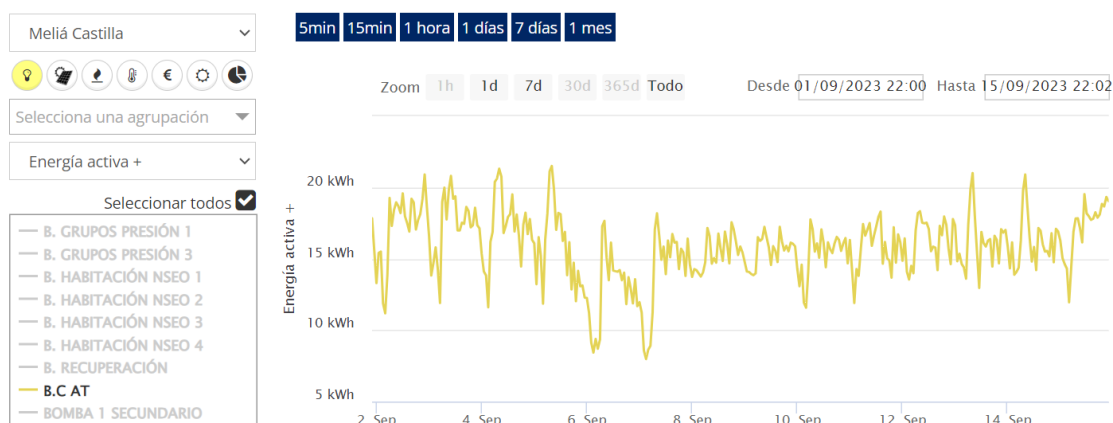 Meliá Castilla
5min 15min 1 hora 1 días 7 días 1 mes
€
Selecciona una agrupación
Energía activa +
Seleccionar todos
B. GRUPOS PRESIÓN 1
B. GRUPOS PRESIÓN 3
B. HABITACIÓN NSEO 1
B. HABITACIÓN NSEO 2
B. HABITACIÓN NSEO 3
B. HABITACIÓN NSEO 4
B. RECUPERACIÓN
B.C AT
BOMBA 1 SECUNDARIO
Zoom 1h 1d 7d 30d 365d Todo
Desde 01/09/2023 22:00 Hasta 15/09/2023 22:02
Energía activa +
20 kWh
15 kWh
10 kWh
5 kWh
2. Sep 4. Sep 6. Sep 8. Sep 10. Sep 12. Sep 14. Sep